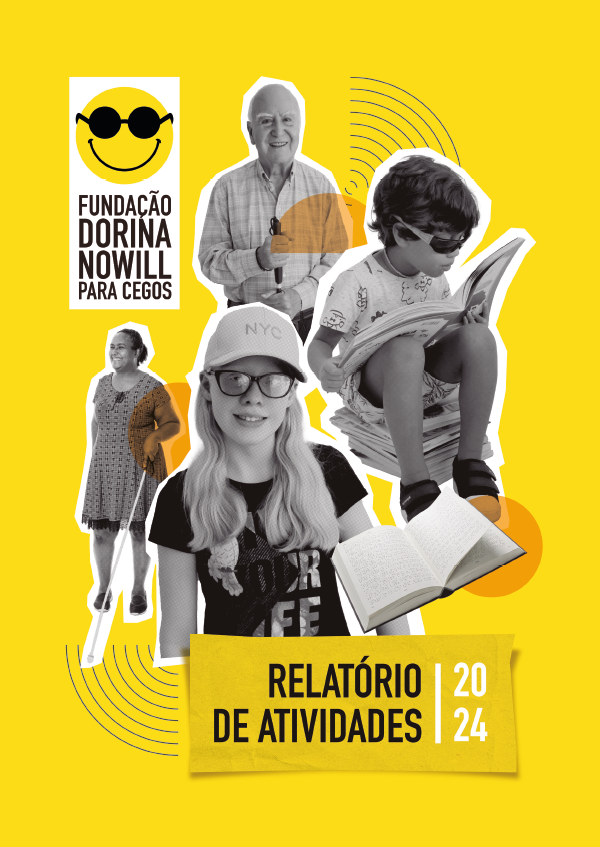 FUNDAÇÃO
DORINA
NOWILL
PARA CEGOS
NYC
RELATÓRIO
DE ATIVIDADES
20
24